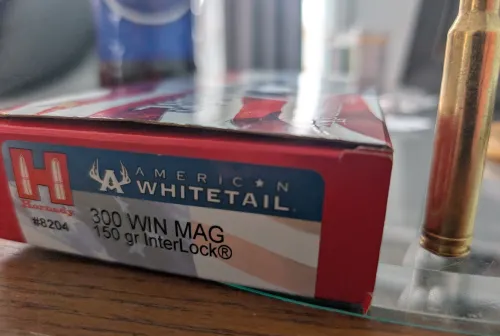 H
Hornady
#8204
AMERICAN
WHITETAIL
300 WIN MAG
150 gr InterLock®